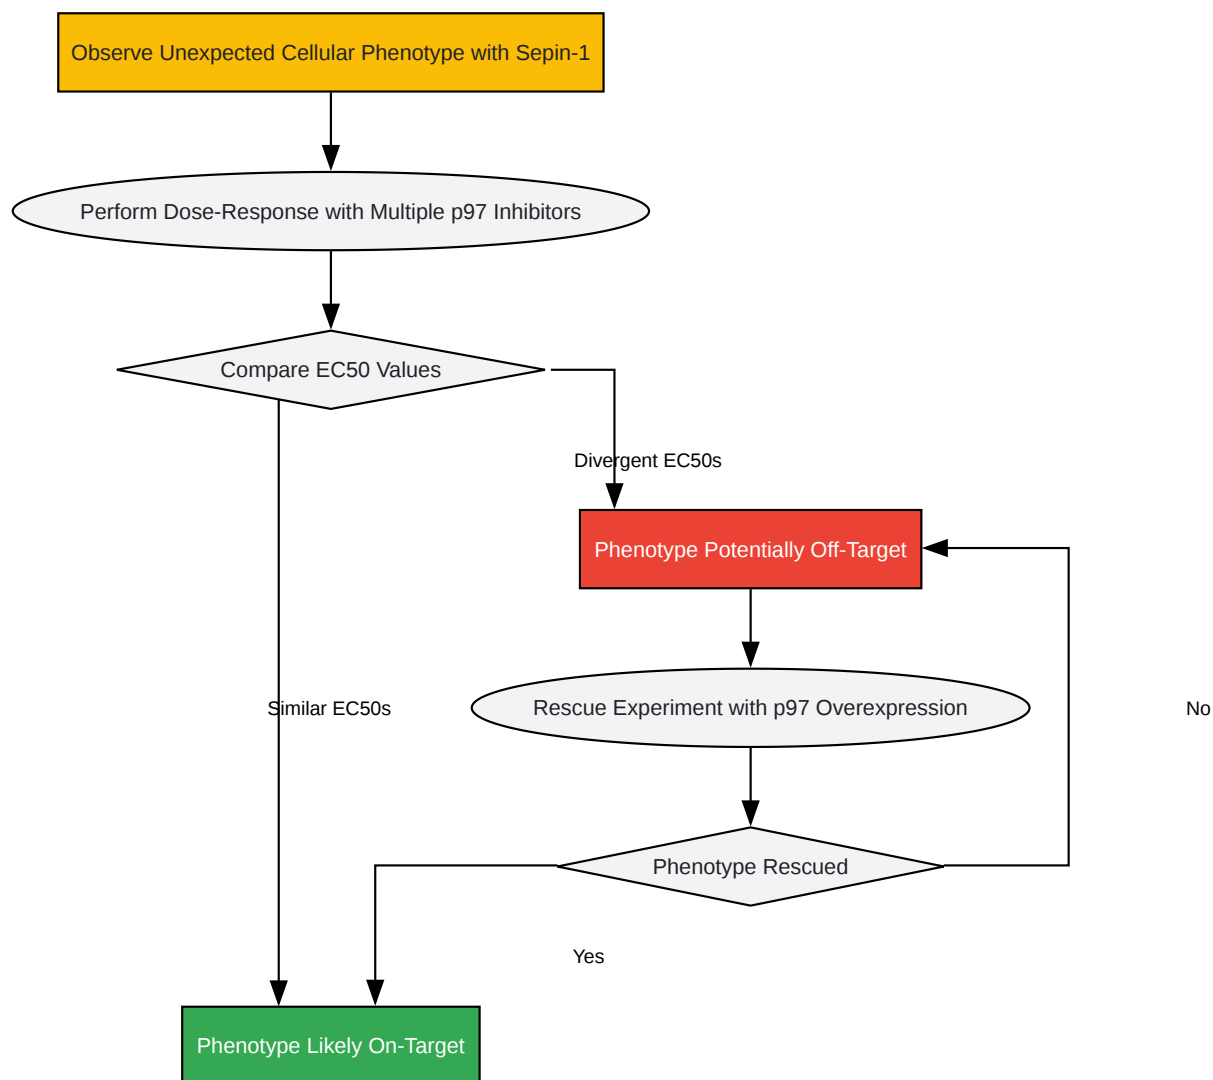 Observe Unexpected Cellular Phenotype with Sepin-1
Perform Dose-Response with Multiple p97 Inhibitors
Compare EC50 Values
Divergent EC50s
Phenotype Potentially Off-Target
Similar EC50s
Rescue Experiment with p97 Overexpression
No
Phenotype Rescued
Yes
Phenotype Likely On-Target